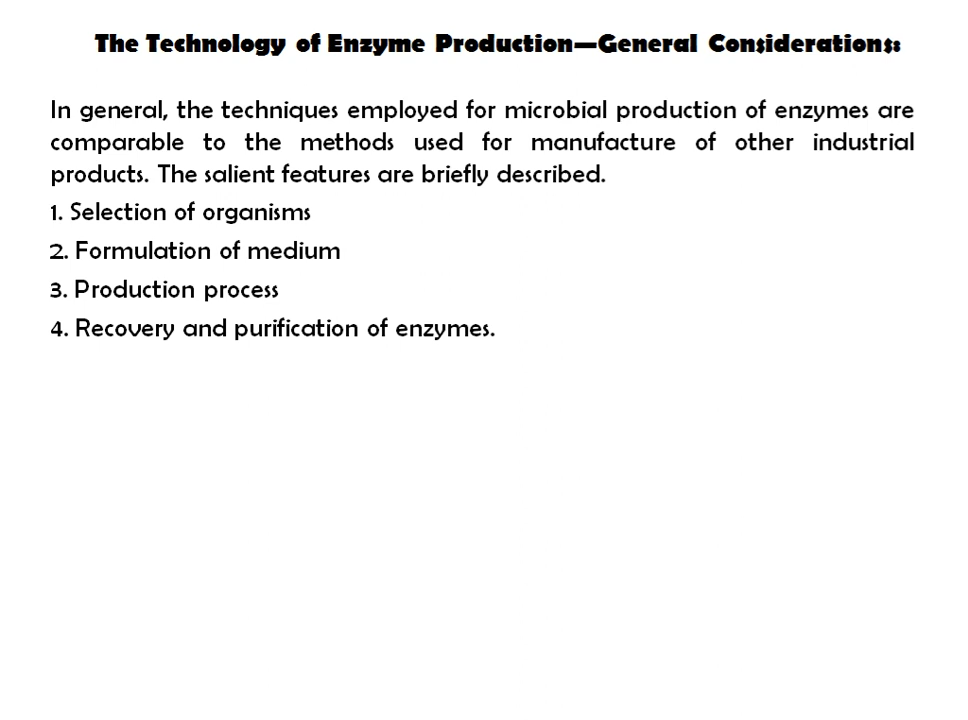 The Technology of Enzyme Production—General Considerations:
In general, the techniques employed for microbial production of enzymes are
comparable to the methods used for manufacture of other industrial
products. The salient features are briefly described.
1. Selection of organisms
2. Formulation of medium
3. Production process
4. Recovery and purification of enzymes.